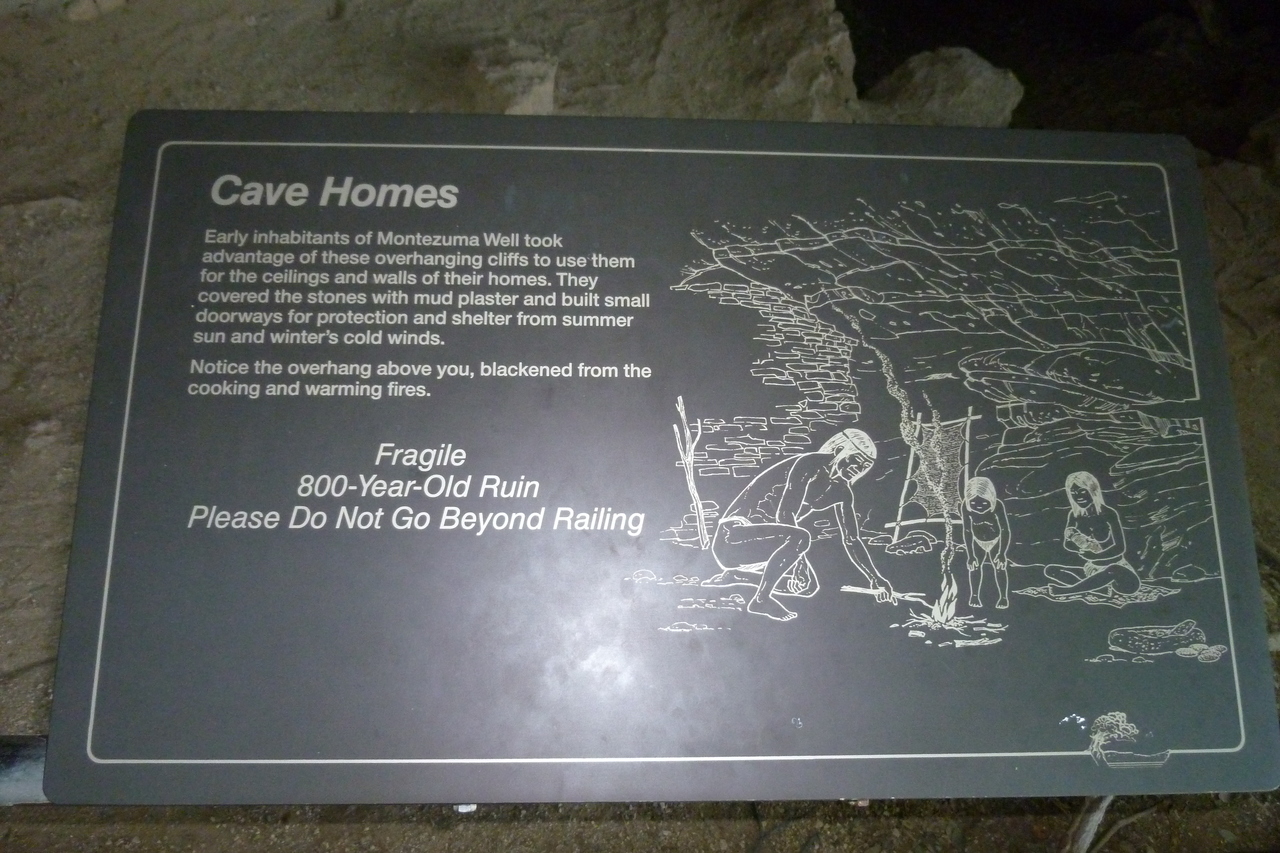 Cave Homes
Early inhabitants of Montezuma Well took
advantage of these overhanging cliffs to use them
for the ceilings and walls of their homes. They
covered the stones with mud plaster and built small
doorways for protection and shelter from summer
sun and winter's cold winds.
Notice the overhang above you, blackened from the
cooking and warming fires.
Fragile
800-Year-Old Ruin
Please Do Not Go Beyond Railing